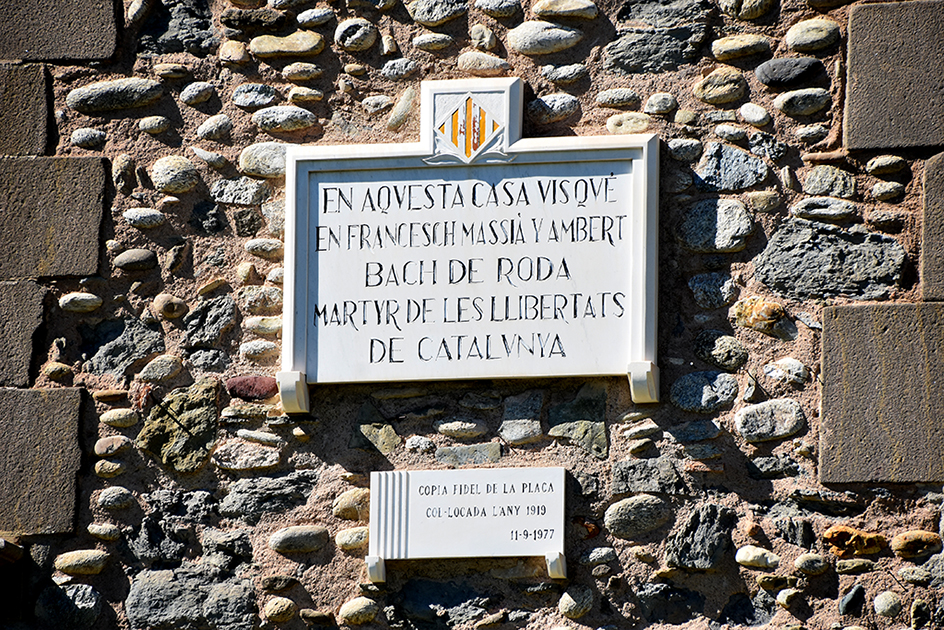 EN AQVESTA CASA VISQVÉ
EN FRANCESCH MASSIÀ Y AMBERT
BACH DE RODA
MARTYR DE LES LLIBERTATS
DE CATALVNYA
COPIA FIDEL DE LA PLACA
COL·LOCADA L'ANY 1919
11-9-1977